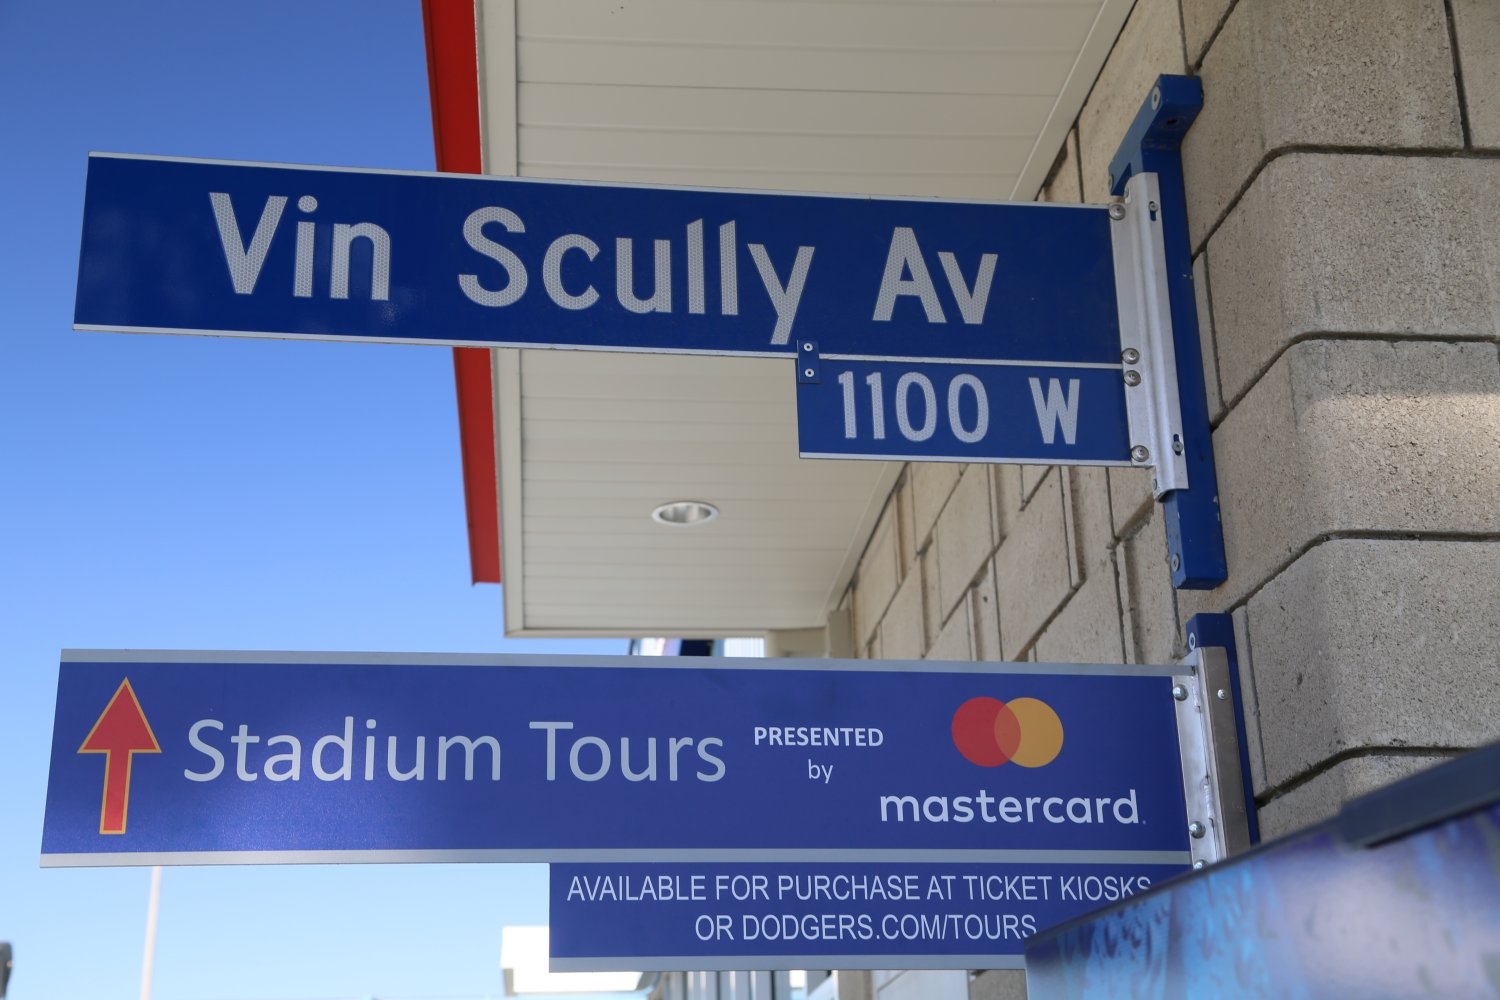 Vin Scully Av
1100 W
Stadium Tours
PRESENTED
by
mastercard
AVAILABLE FOR PURCHASE AT TICKET KIOSKS
OR DODGERS.COM/TOURS